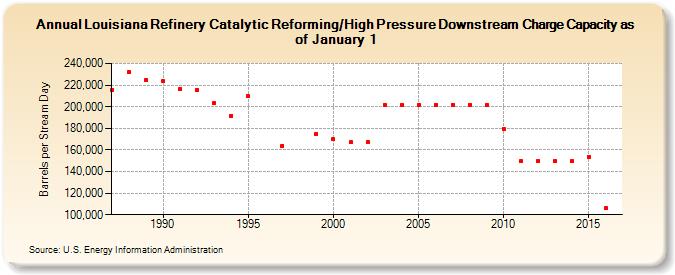 Annual Louisiana Refinery Catalytic Reforming/High Pressure Downstream Charge Capacity as
of January 1
Barrels per Stream Day
240,000
220,000
200,000
180,000
160,000
140,000
120,000
100,000
1990 1995 2000 2005 2010 2015
Source: U.S. Energy Information Administration